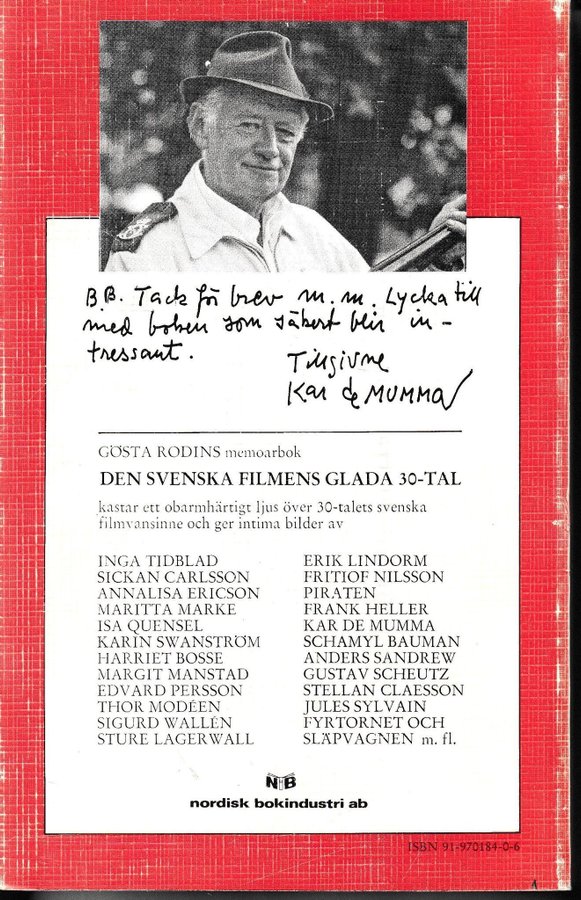 BB. Tack för brev m.m. Lycka till
med boken som säkert blir in-
tressant.
Tillgivne
Kar de MUMMA
GÖSTA RODINS memoarbok
DEN SVENSKA FILMENS GLADA 30-TAL
kastar ett obarmhärtigt ljus över 30-talets svenska
filmvansinne och ger intima bilder av
INGA TIDBLAD
SICKAN CARLSSON
ANNALISA ERICSON
MARITTA MARKE
ISA QUENSEL
KARIN SWANSTRÖM
HARRIET BOSSE
MARGIT MANSTAD
EDVARD PERSSON
THOR MODÉEN
SIGURD WALLÉN
STURE LAGERWALL
ERIK LINDORM
FRITIOF NILSSON
PIRATEN
FRANK HELLER
KAR DE MUMMA
SCHAMYL BAUMAN
ANDERS SANDREW
GUSTAV SCHEUTZ
STELLAN CLAESSON
JULES SYLVAIN
FYRTORNET OCH
SLÄPVAGNEN m. fl.
NB
nordisk bokindustri ab
ISBN 91-970184-0-6